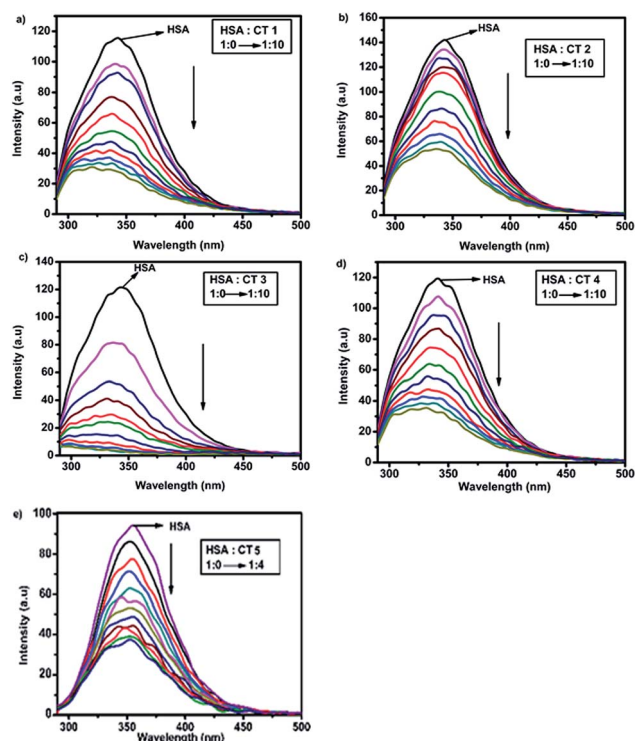 a)
HSA
HSA : CT 1
1:0→1:10
Intensity (a.u)
120
100
80
60
40
20
0
300 350 400 450 500
Wavelength (nm)
b)
HSA
HSA : CT 2
1:0→1:10
Intensity (a.u)
160
140
120
100
80
60
40
20
0
300 350 400 450 500
Wavelength (nm)
c)
HSA
HSA : CT 3
1:0→1:10
Intensity (a.u)
140
120
100
80
60
40
20
0
300 350 400 450 500
Wavelength (nm)
d)
HSA
HSA : CT 4
1:0→1:10
Intensity (a.u)
120
100
80
60
40
20
0
300 350 400 450 500
Wavelength (nm)
e)
HSA
HSA : CT5
1:0 → 1:4
Intensity (a.u)
100
80
60
40
20
0
300 350 400 450 500
Wavelength (nm)